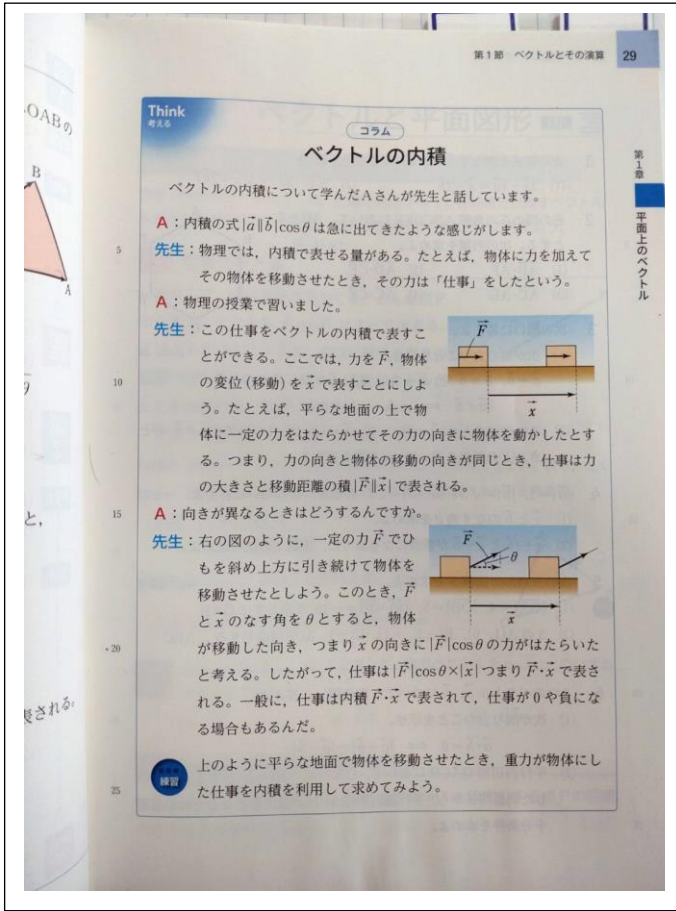 第1節 ベクトルとその演算 29
OABの
B
A
θ
と,
表される。
第1章
平面上のベクトル
Think
考える
コラム
ベクトルの内積
ベクトルの内積について学んだAさんが先生と話しています。
A：内積の式|a⃗||b⃗|cosθは急に出てきたような感じがします。
5 先生：物理では，内積で表せる量がある。たとえば，物体に力を加えて
その物体を移動させたとき，その力は「仕事」をしたという。
A：物理の授業で習いました。
先生：この仕事をベクトルの内積で表すこ
とができる。ここでは，力をF⃗，物体
10 の変位(移動)をx⃗で表すことにしよ
う。たとえば，平らな地面の上で物
体に一定の力をはたらかせてその力の向きに物体を動かしたとす
る。つまり，力の向きと物体の移動の向きが同じとき，仕事は力
の大きさと移動距離の積|F⃗||x⃗|で表される。
F⃗
x⃗
15 A：向きが異なるときはどうするんですか。
先生：右の図のように，一定の力F⃗でひ
もを斜め上方に引き続けて物体を
移動させたとしよう。このとき，F⃗
とx⃗のなす角をθとすると，物体
20 が移動した向き，つまりx⃗の向きに|F⃗|cosθの力がはたらいた
と考える。したがって，仕事は|F⃗|cosθ×|x⃗|つまりF⃗・x⃗で表さ
れる。一般に，仕事は内積F⃗・x⃗で表されて，仕事が0や負にな
る場合もあるんだ。
F⃗
θ
x⃗
練習
上のように平らな地面で物体を移動させたとき，重力が物体にし
25 た仕事を内積を利用して求めてみよう。